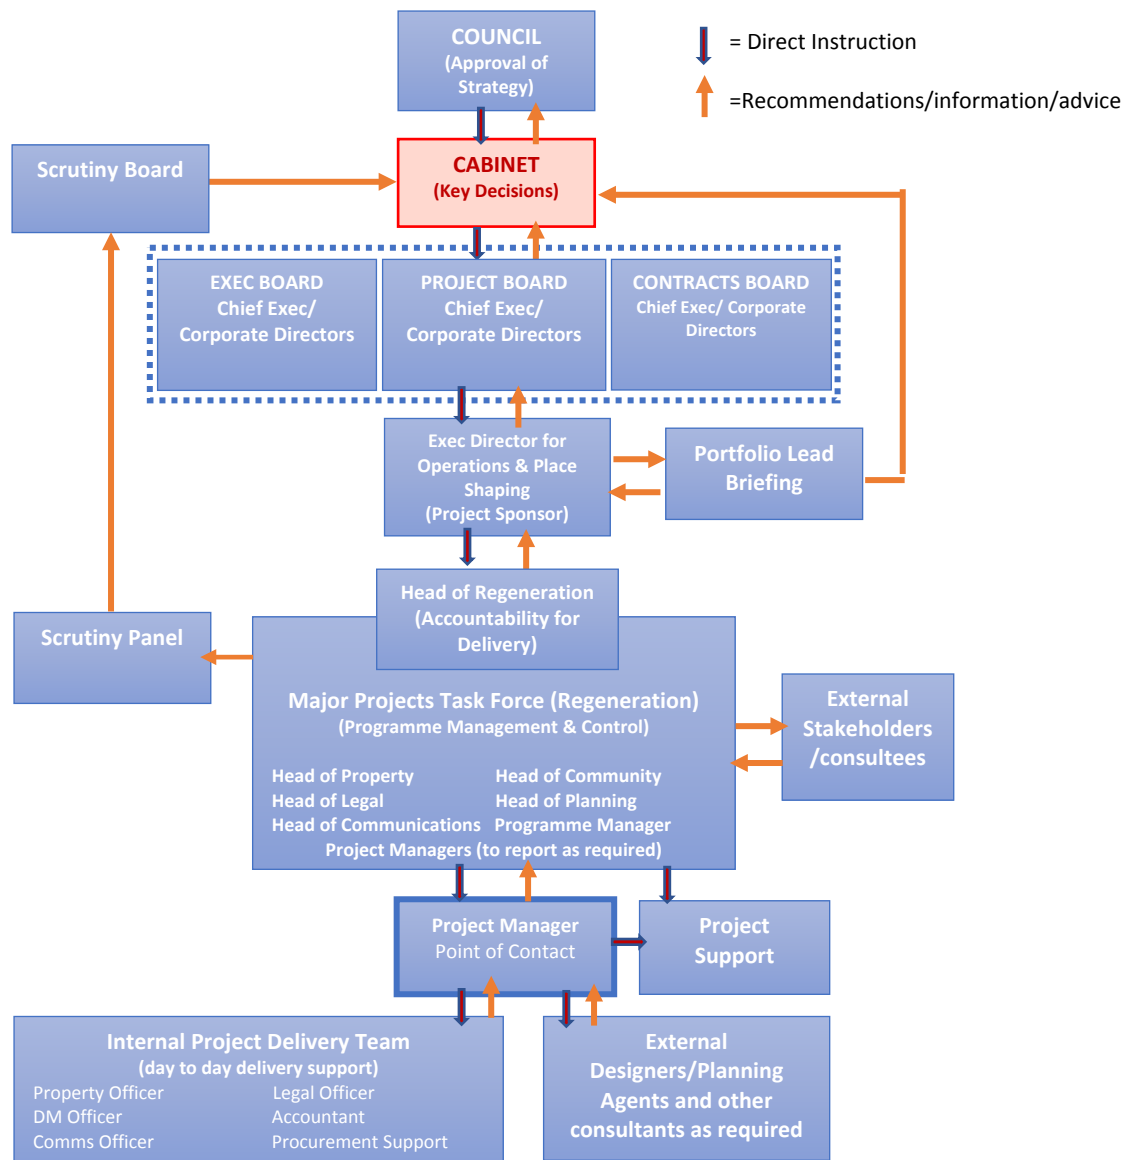 COUNCIL
(Approval of
Strategy)
= Direct Instruction
=Recommendations/information/advice
Scrutiny Board
CABINET
(Key Decisions)
EXEC BOARD
Chief Exec/
Corporate Directors
PROJECT BOARD
Chief Exec/
Corporate Directors
CONTRACTS BOARD
Chief Exec/ Corporate
Directors
Exec Director for
Operations & Place
Shaping
(Project Sponsor)
Portfolio Lead
Briefing
Head of Regeneration
(Accountability for
Delivery)
Scrutiny Panel
Major Projects Task Force (Regeneration)
(Programme Management & Control)
Head of Property Head of Community
Head of Legal Head of Planning
Head of Communications Programme Manager
Project Managers (to report as required)
External
Stakeholders
/consultees
Project Manager
Point of Contact
Project
Support
Internal Project Delivery Team
(day to day delivery support)
Property Officer Legal Officer
DM Officer Accountant
Comms Officer Procurement Support
External
Designers/Planning
Agents and other
consultants as required